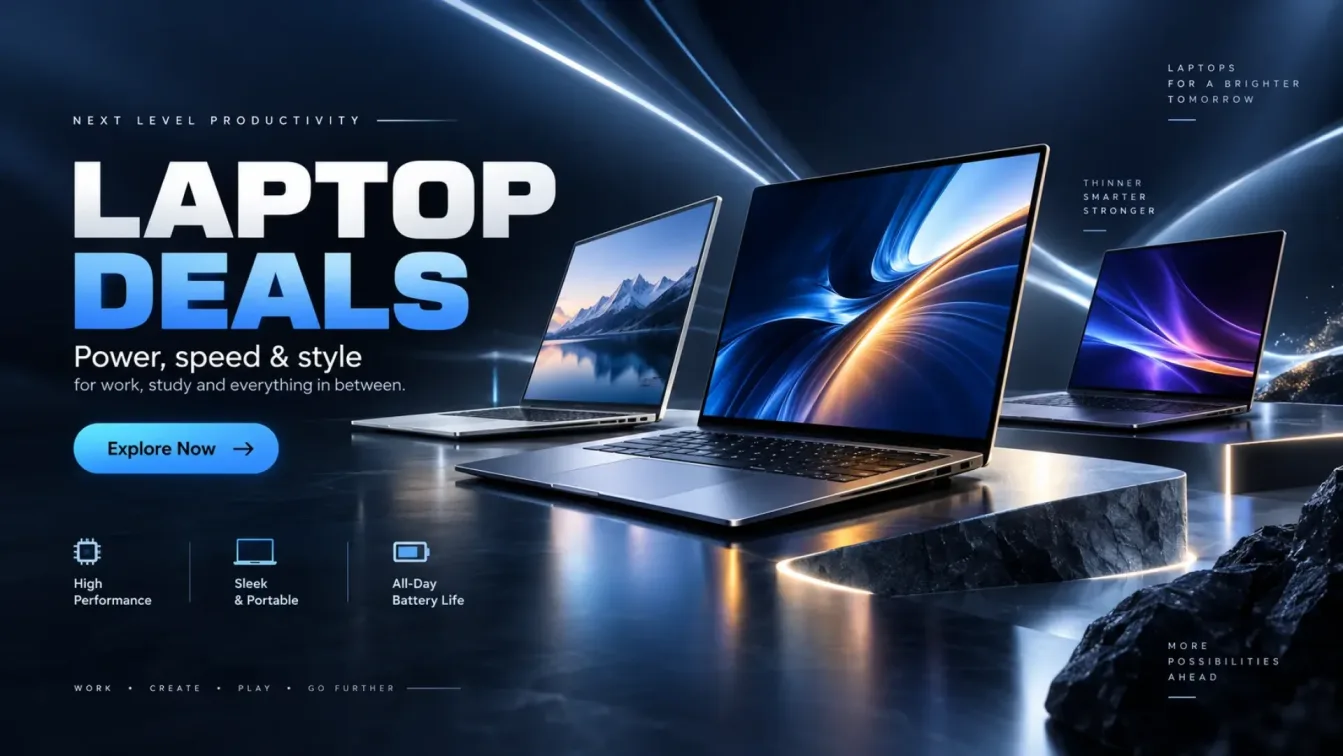 NEXT LEVEL PRODUCTIVITY
LAPTOP
DEALS
Power, speed & style
for work, study and everything in between.
Explore Now →
High
Performance
Sleek
& Portable
All-Day
Battery Life
WORK • CREATE • PLAY • GO FURTHER
LAPTOPS
FOR A BRIGHTER
TOMORROW
THINNER
SMARTER
STRONGER
MORE
POSSIBILITIES
AHEAD